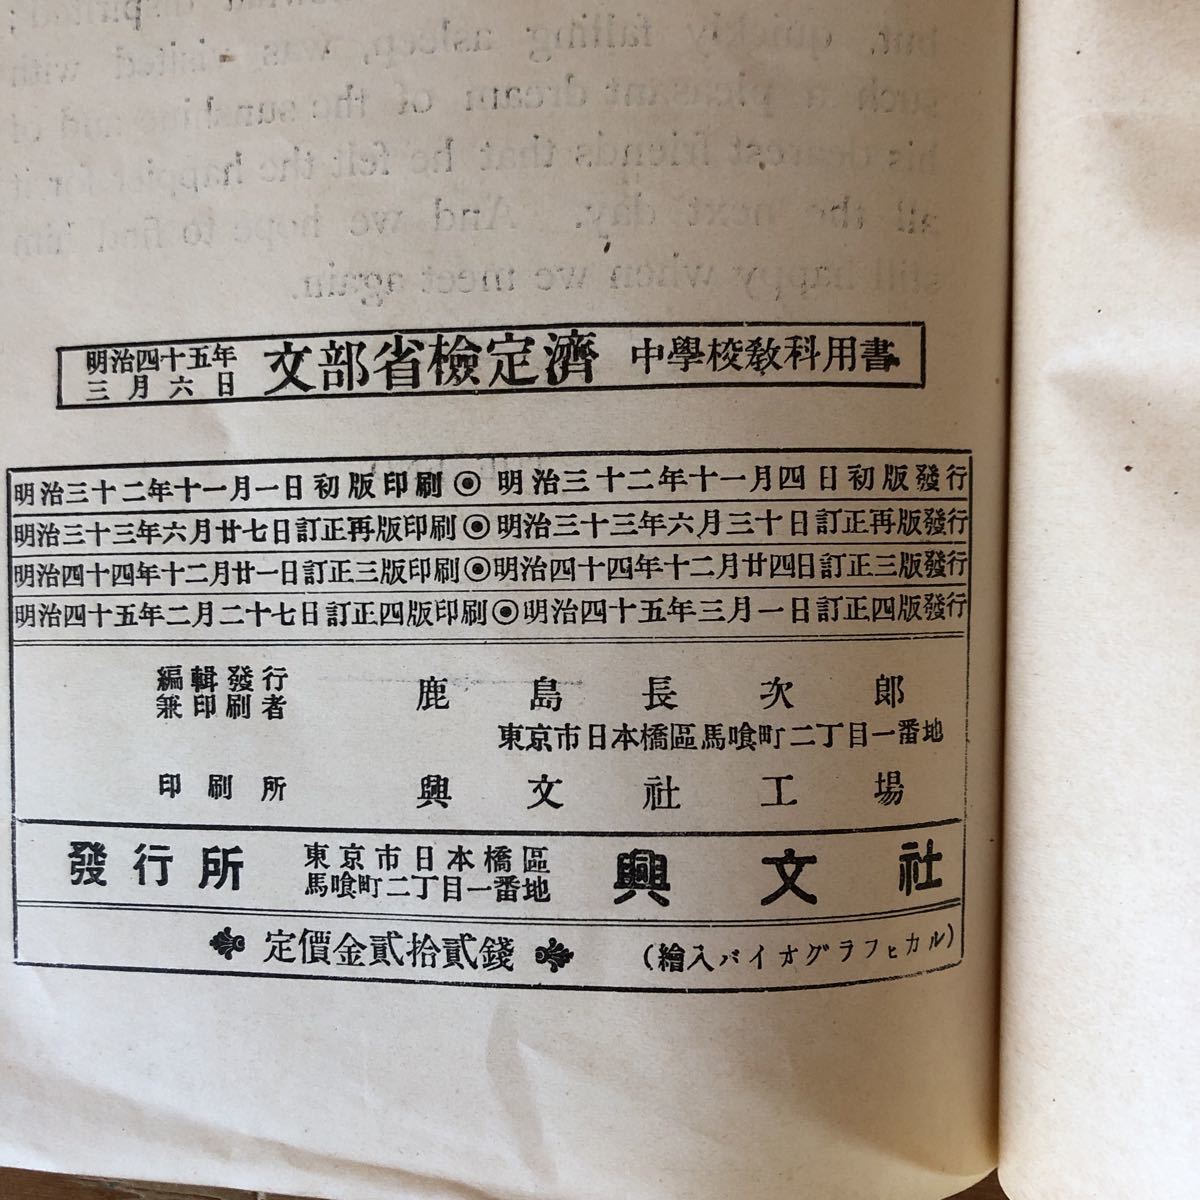 but, quickly falling asleep, was visited with
such a pleasant dream of the sunshine and of
his dearest friends that he felt the happier for it
all the next day. And we hope to find him
still happy when we meet again.
明治四十五年三月六日 文部省檢定濟 中學校敎科用書
明治三十二年十一月一日初版印刷◉明治三十二年十一月四日初版發行
明治三十三年六月廿七日訂正再版印刷◉明治三十三年六月三十日訂正再版發行
明治四十四年十二月廿一日訂正三版印刷◉明治四十四年十二月廿四日訂正三版發行
明治四十五年二月二十七日訂正四版印刷◉明治四十五年三月一日訂正四版發行
編輯發行兼印刷者 鹿島長次郎
東京市日本橋區馬喰町二丁目一番地
印刷所 興文社工場
發行所 東京市日本橋區馬喰町二丁目一番地 興文社
定價金貳拾貳錢 (繪入バイオグラフヒカル)